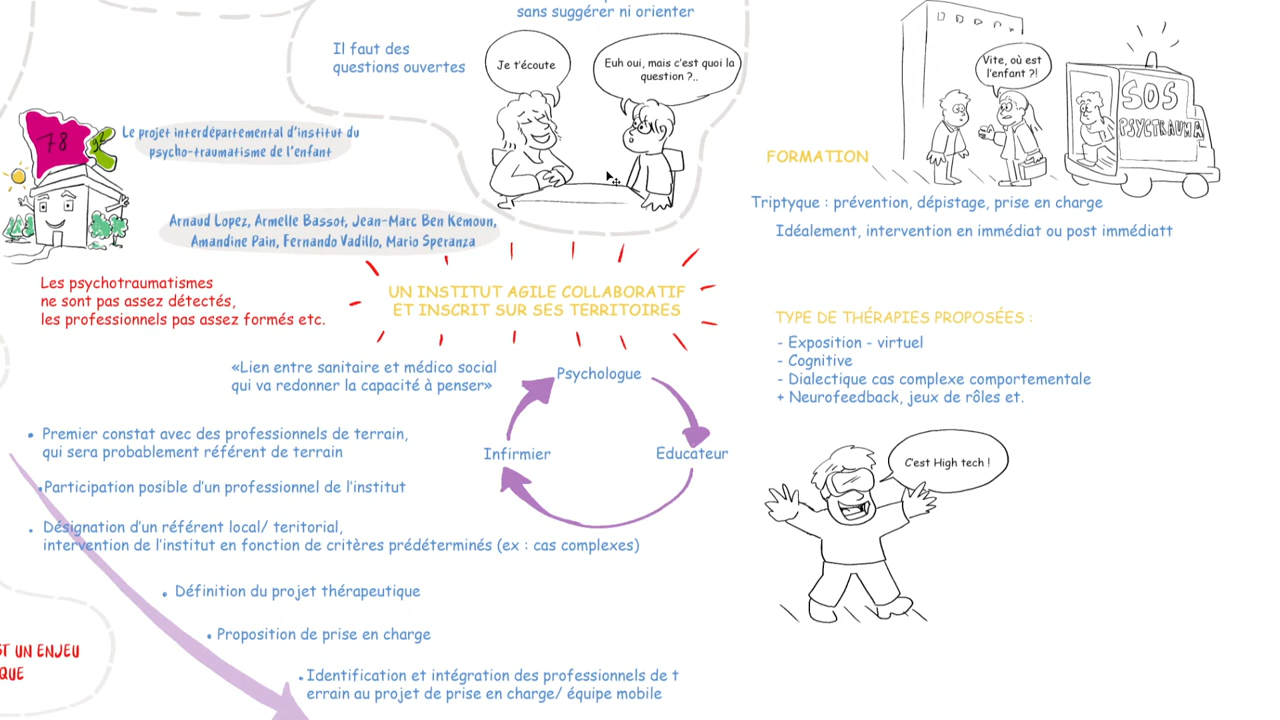 sans suggérer ni orienter
Il faut des
questions ouvertes
Je t'écoute
Euh oui, mais c'est quoi la
question ?..
Vite, où est
l'enfant ?!
SOS
PSYCTRAUMA
78
92
Le projet interdépartemental d'institut du
psycho-traumatisme de l'enfant
Arnaud Lopez, Armelle Bassot, Jean-Marc Ben Kemoun,
Amandine Pain, Fernando Vadillo, Mario Speranza
FORMATION
Triptyque : prévention, dépistage, prise en charge
Idéalement, intervention en immédiat ou post immédiatt
Les psychotraumatismes
ne sont pas assez détectés,
les professionnels pas assez formés etc.
UN INSTITUT AGILE COLLABORATIF
ET INSCRIT SUR SES TERRITOIRES
TYPE DE THÉRAPIES PROPOSÉES :
- Exposition - virtuel
- Cognitive
- Dialectique cas complexe comportementale
+ Neurofeedback, jeux de rôles et.
«Lien entre sanitaire et médico social
qui va redonner la capacité à penser»
Psychologue
Infirmier
Educateur
• Premier constat avec des professionnels de terrain,
qui sera probablement référent de terrain
•Participation posible d'un professionnel de l'institut
. Désignation d'un référent local/ teritorial,
intervention de l'institut en fonction de critères prédéterminés (ex : cas complexes)
. Définition du projet thérapeutique
. Proposition de prise en charge
. Identification et intégration des professionnels de t
errain au projet de prise en charge/ équipe mobile
C'est High tech !
ST UN ENJEU
QUE